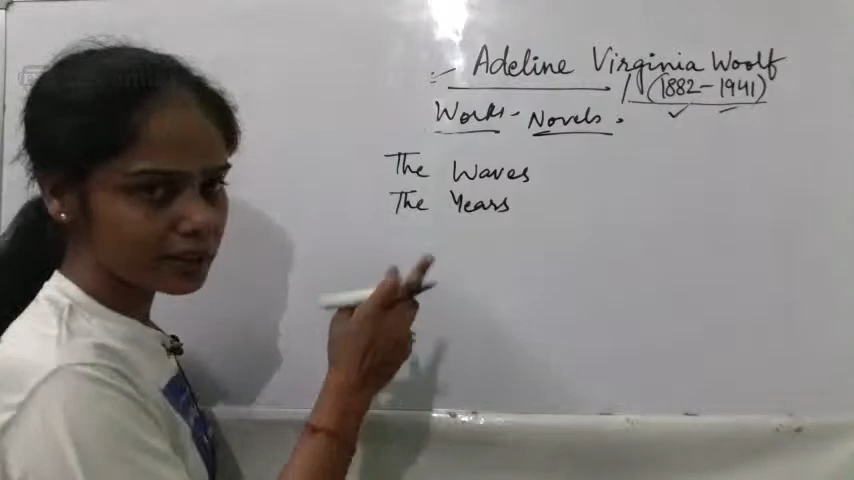 :- Adeline Virginia Woolf
(1882-1941)
Works - Novels.
The Waves
The Years